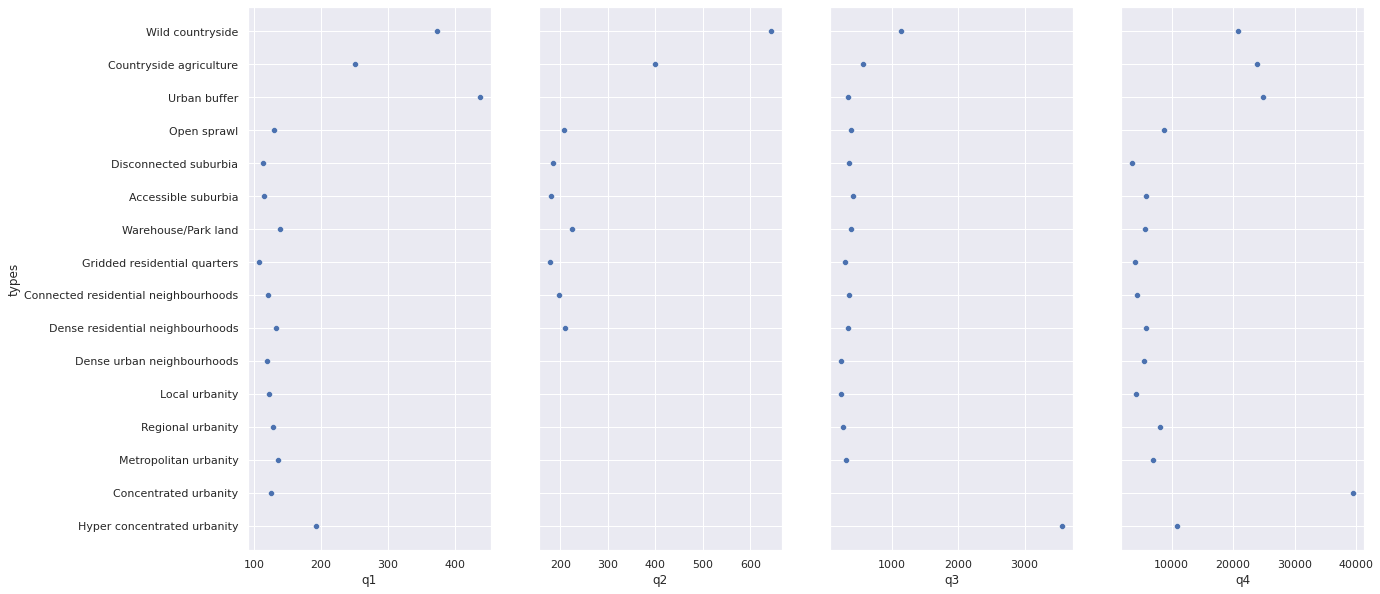 types
Wild countryside
Countryside agriculture
Urban buffer
Open sprawl
Disconnected suburbia
Accessible suburbia
Warehouse/Park land
Gridded residential quarters
Connected residential neighbourhoods
Dense residential neighbourhoods
Dense urban neighbourhoods
Local urbanity
Regional urbanity
Metropolitan urbanity
Concentrated urbanity
Hyper concentrated urbanity
100 200 300 400
q1
200 300 400 500 600
q2
1000 2000 3000
q3
10000 20000 30000 40000
q4